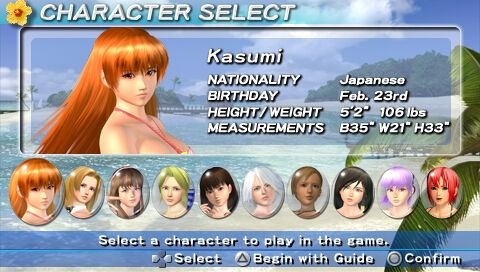 CHARACTER SELECT
Kasumi
NATIONALITY Japanese
BIRTHDAY Feb. 23rd
HEIGHT/WEIGHT 5'2" 106 lbs
MEASUREMENTS B35" W21" H33"
Select a character to play in the game.
Select Begin with Guide Confirm